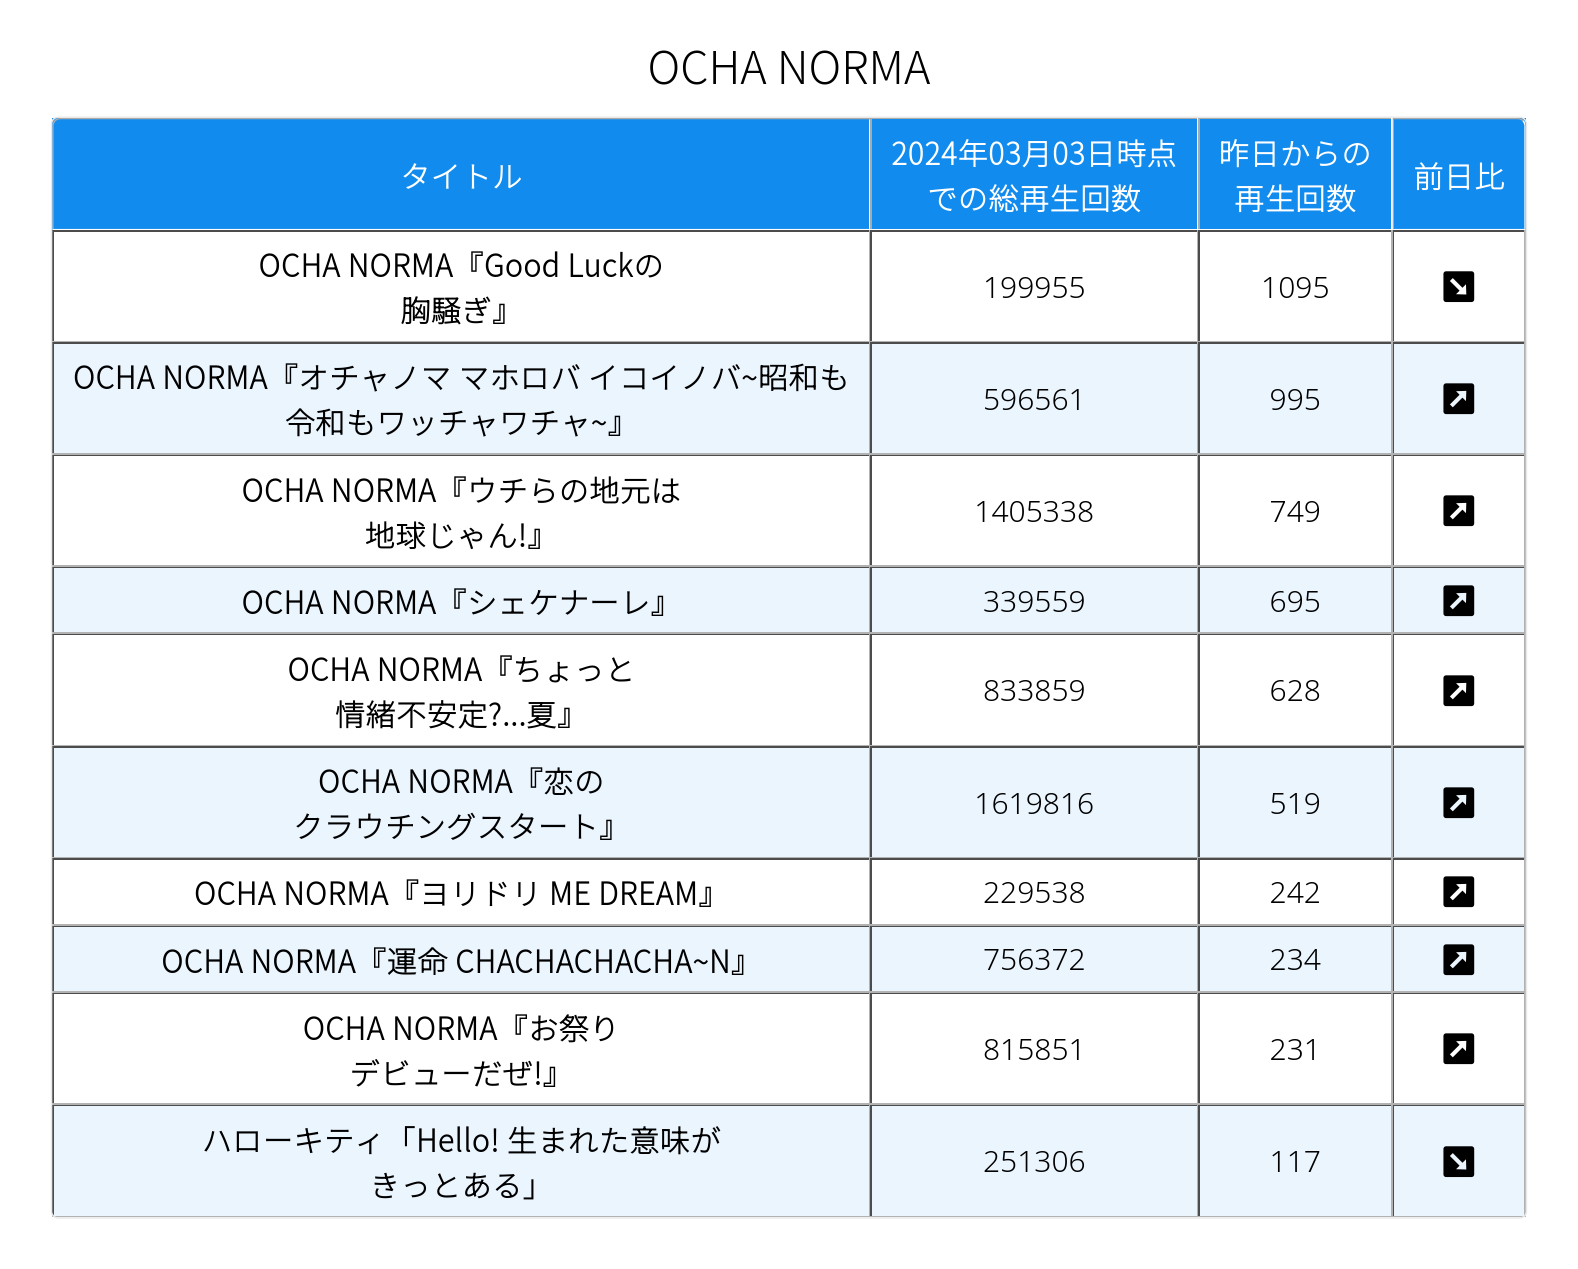 OCHA NORMA
タイトル
2024年03月03日時点
での総再生回数
昨日からの
再生回数
前日比
OCHA NORMA『Good Luckの
胸騒ぎ』
199955
1095
OCHA NORMA『オチャノマ マホロバ イコイノバ~昭和も
令和もワッチャワチャ~』
596561
995
OCHA NORMA『ウチらの地元は
地球じゃん!』
1405338
749
OCHA NORMA『シェケナーレ』
339559
695
OCHA NORMA『ちょっと
情緒不安定?...夏』
833859
628
OCHA NORMA『恋の
クラウチングスタート』
1619816
519
OCHA NORMA『ヨリドリ ME DREAM』
229538
242
OCHA NORMA『運命 CHACHACHACHA~N』
756372
234
OCHA NORMA『お祭り
デビューだぜ!』
815851
231
ハローキティ「Hello! 生まれた意味が
きっとある」
251306
117